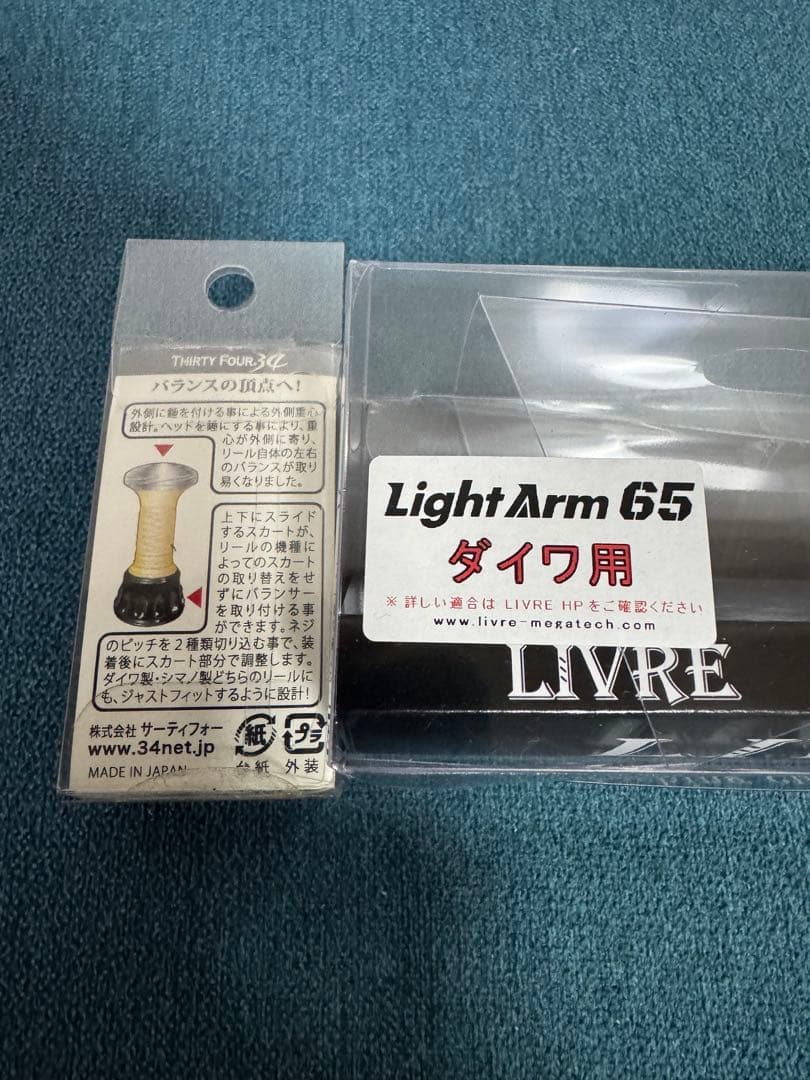 THIRTY FOUR 34
バランスの頂点へ!
外側に錘を付ける事による外側重心
設計。ヘッドを錘にする事により、重
心が外側に寄り、
リール自体の左右
のバランスが取り
易くなりました。
上下にスライド
するスカートが、
リールの機種に
よってのスカート
の取り替えをせ
ずにバランサー
を取り付ける事
ができます。ネジ
のピッチを2種類切り込む事で、装
着後にスカート部分で調整します。
ダイワ製・シマノ製どちらのリールに
も、ジャストフィットするように設計!
株式会社 サーティフォー
www.34net.jp
MADE IN JAPAN
紙
台紙
プラ
外装
Light Arm 65
ダイワ用
※詳しい適合は LIVRE HPをご確認ください
www.livre-megatech.com
LIVRE